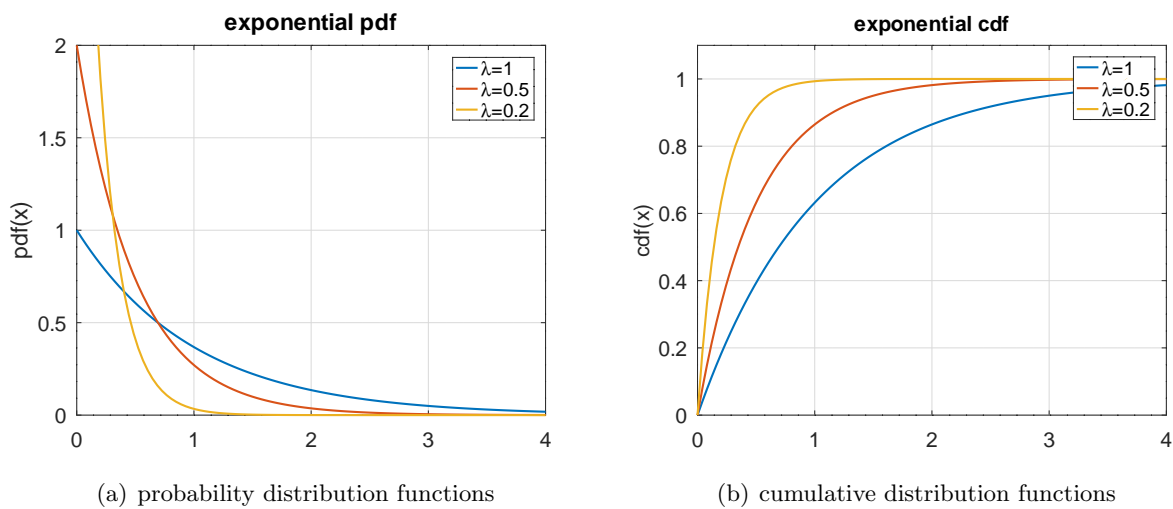 exponential pdf
2
1.5
1
0.5
0
pdf(x)
0 1 2 3 4
λ=1
λ=0.5
λ=0.2
(a) probability distribution functions
exponential cdf
1
0.8
0.6
0.4
0.2
0
cdf(x)
0 1 2 3 4
λ=1
λ=0.5
λ=0.2
(b) cumulative distribution functions